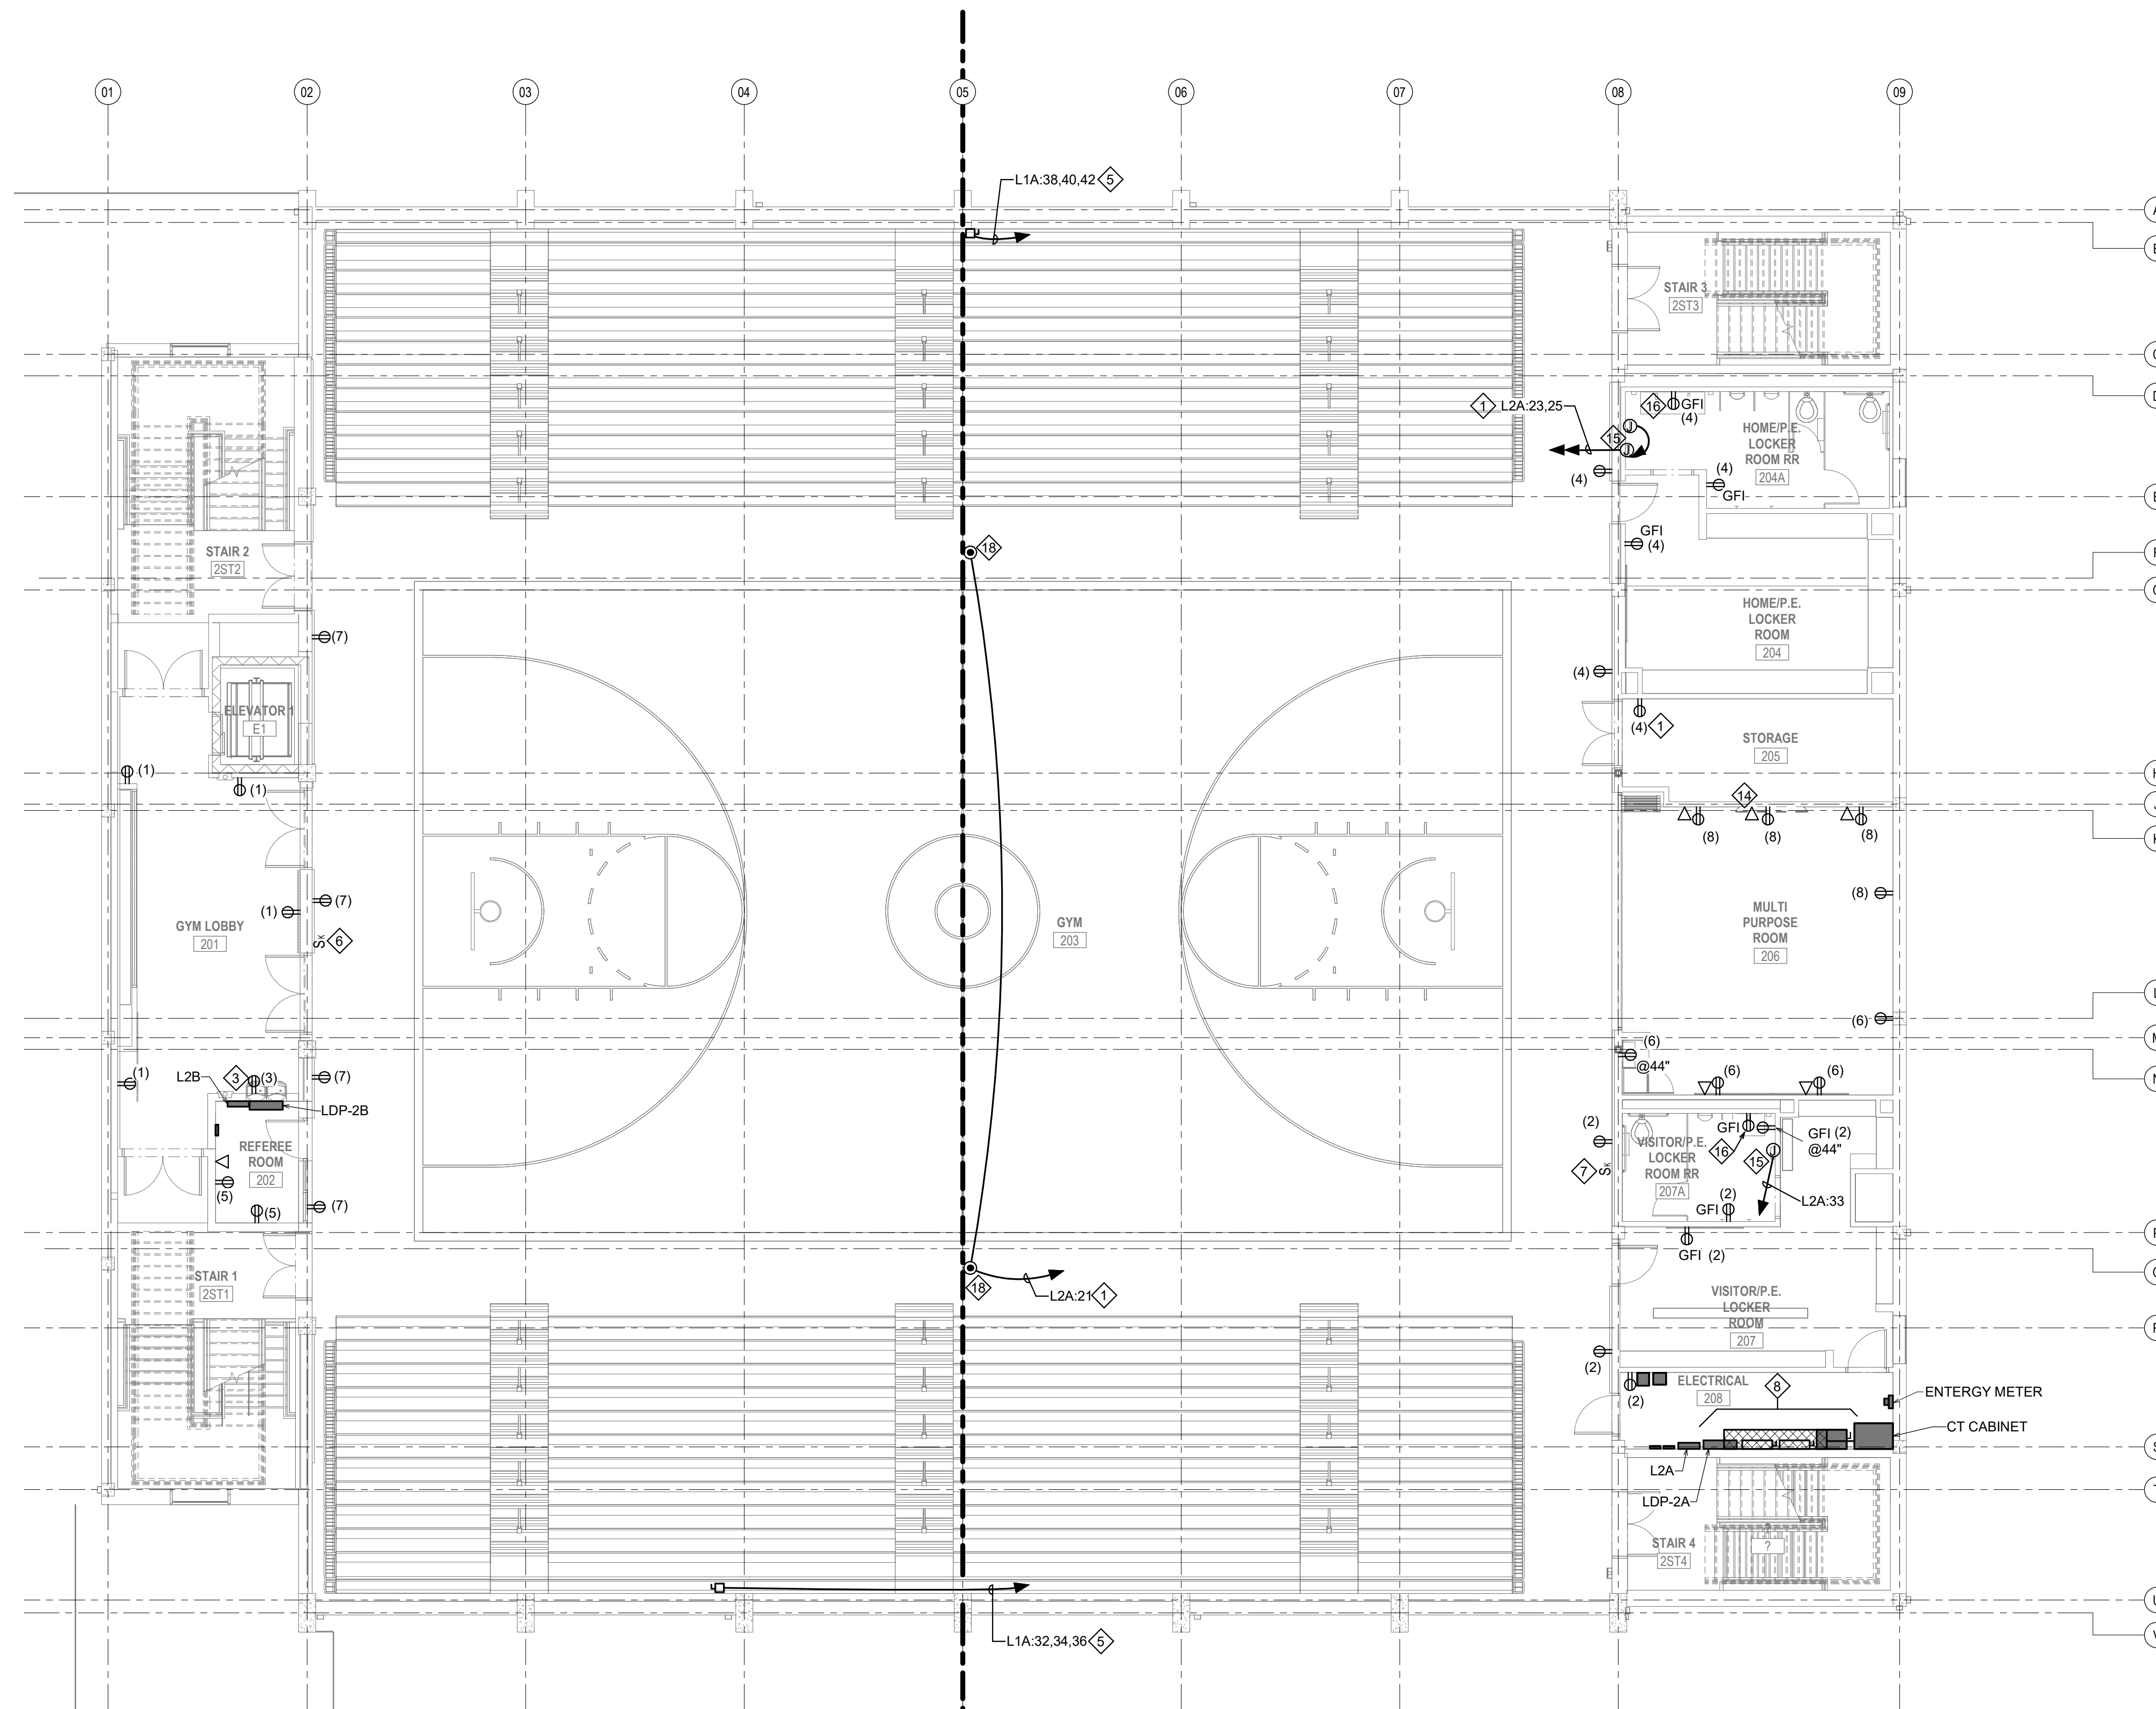 01
02
03
04
05
06
07
08
09
L1A:38,40,42
5
A
STAIR 3
2ST3
1
L2A:23,25
16
GFI
(4)
J
15
J
(4)
HOME/P.E.
LOCKER
ROOM RR
204A
(4)
GFI
GFI
(4)
STAIR 2
2ST2
18
HOME/P.E.
LOCKER
ROOM
204
(7)
(4)
(4)
1
ELEVATOR 1
E1
STORAGE
205
(1)
(1)
14
(8)
(8)
(8)
(8)
(7)
(1)
GYM LOBBY
201
SK
6
GYM
203
MULTI
PURPOSE
ROOM
206
(6)
(6)
@44"
(6)
(6)
(1)
L2B
3
(3)
(7)
LDP-2B
REFEREE
ROOM
202
(5)
(5)
(7)
(2)
7
SK
GFI
GFI (2)
@44"
VISITOR/P.E.
LOCKER
ROOM RR
207A
16
15
J
L2A:33
(2)
GFI
GFI (2)
STAIR 1
2ST1
18
L2A:21
1
VISITOR/P.E.
LOCKER
ROOM
207
(2)
(2)
ELECTRICAL
208
8
ENTERGY METER
CT CABINET
L2A
LDP-2A
STAIR 4
2ST4
?
L1A:32,34,36
5